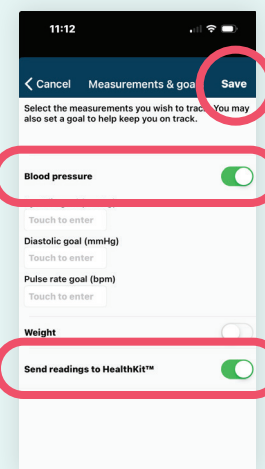 11:12
Cancel Measurements & goa Save
Select the measurements you wish to trac You may
also set a goal to help keep you on track.
Blood pressure
Touch to enter
Diastolic goal (mmHg)
Touch to enter
Pulse rate goal (bpm)
Touch to enter
Weight
Send readings to HealthKit™